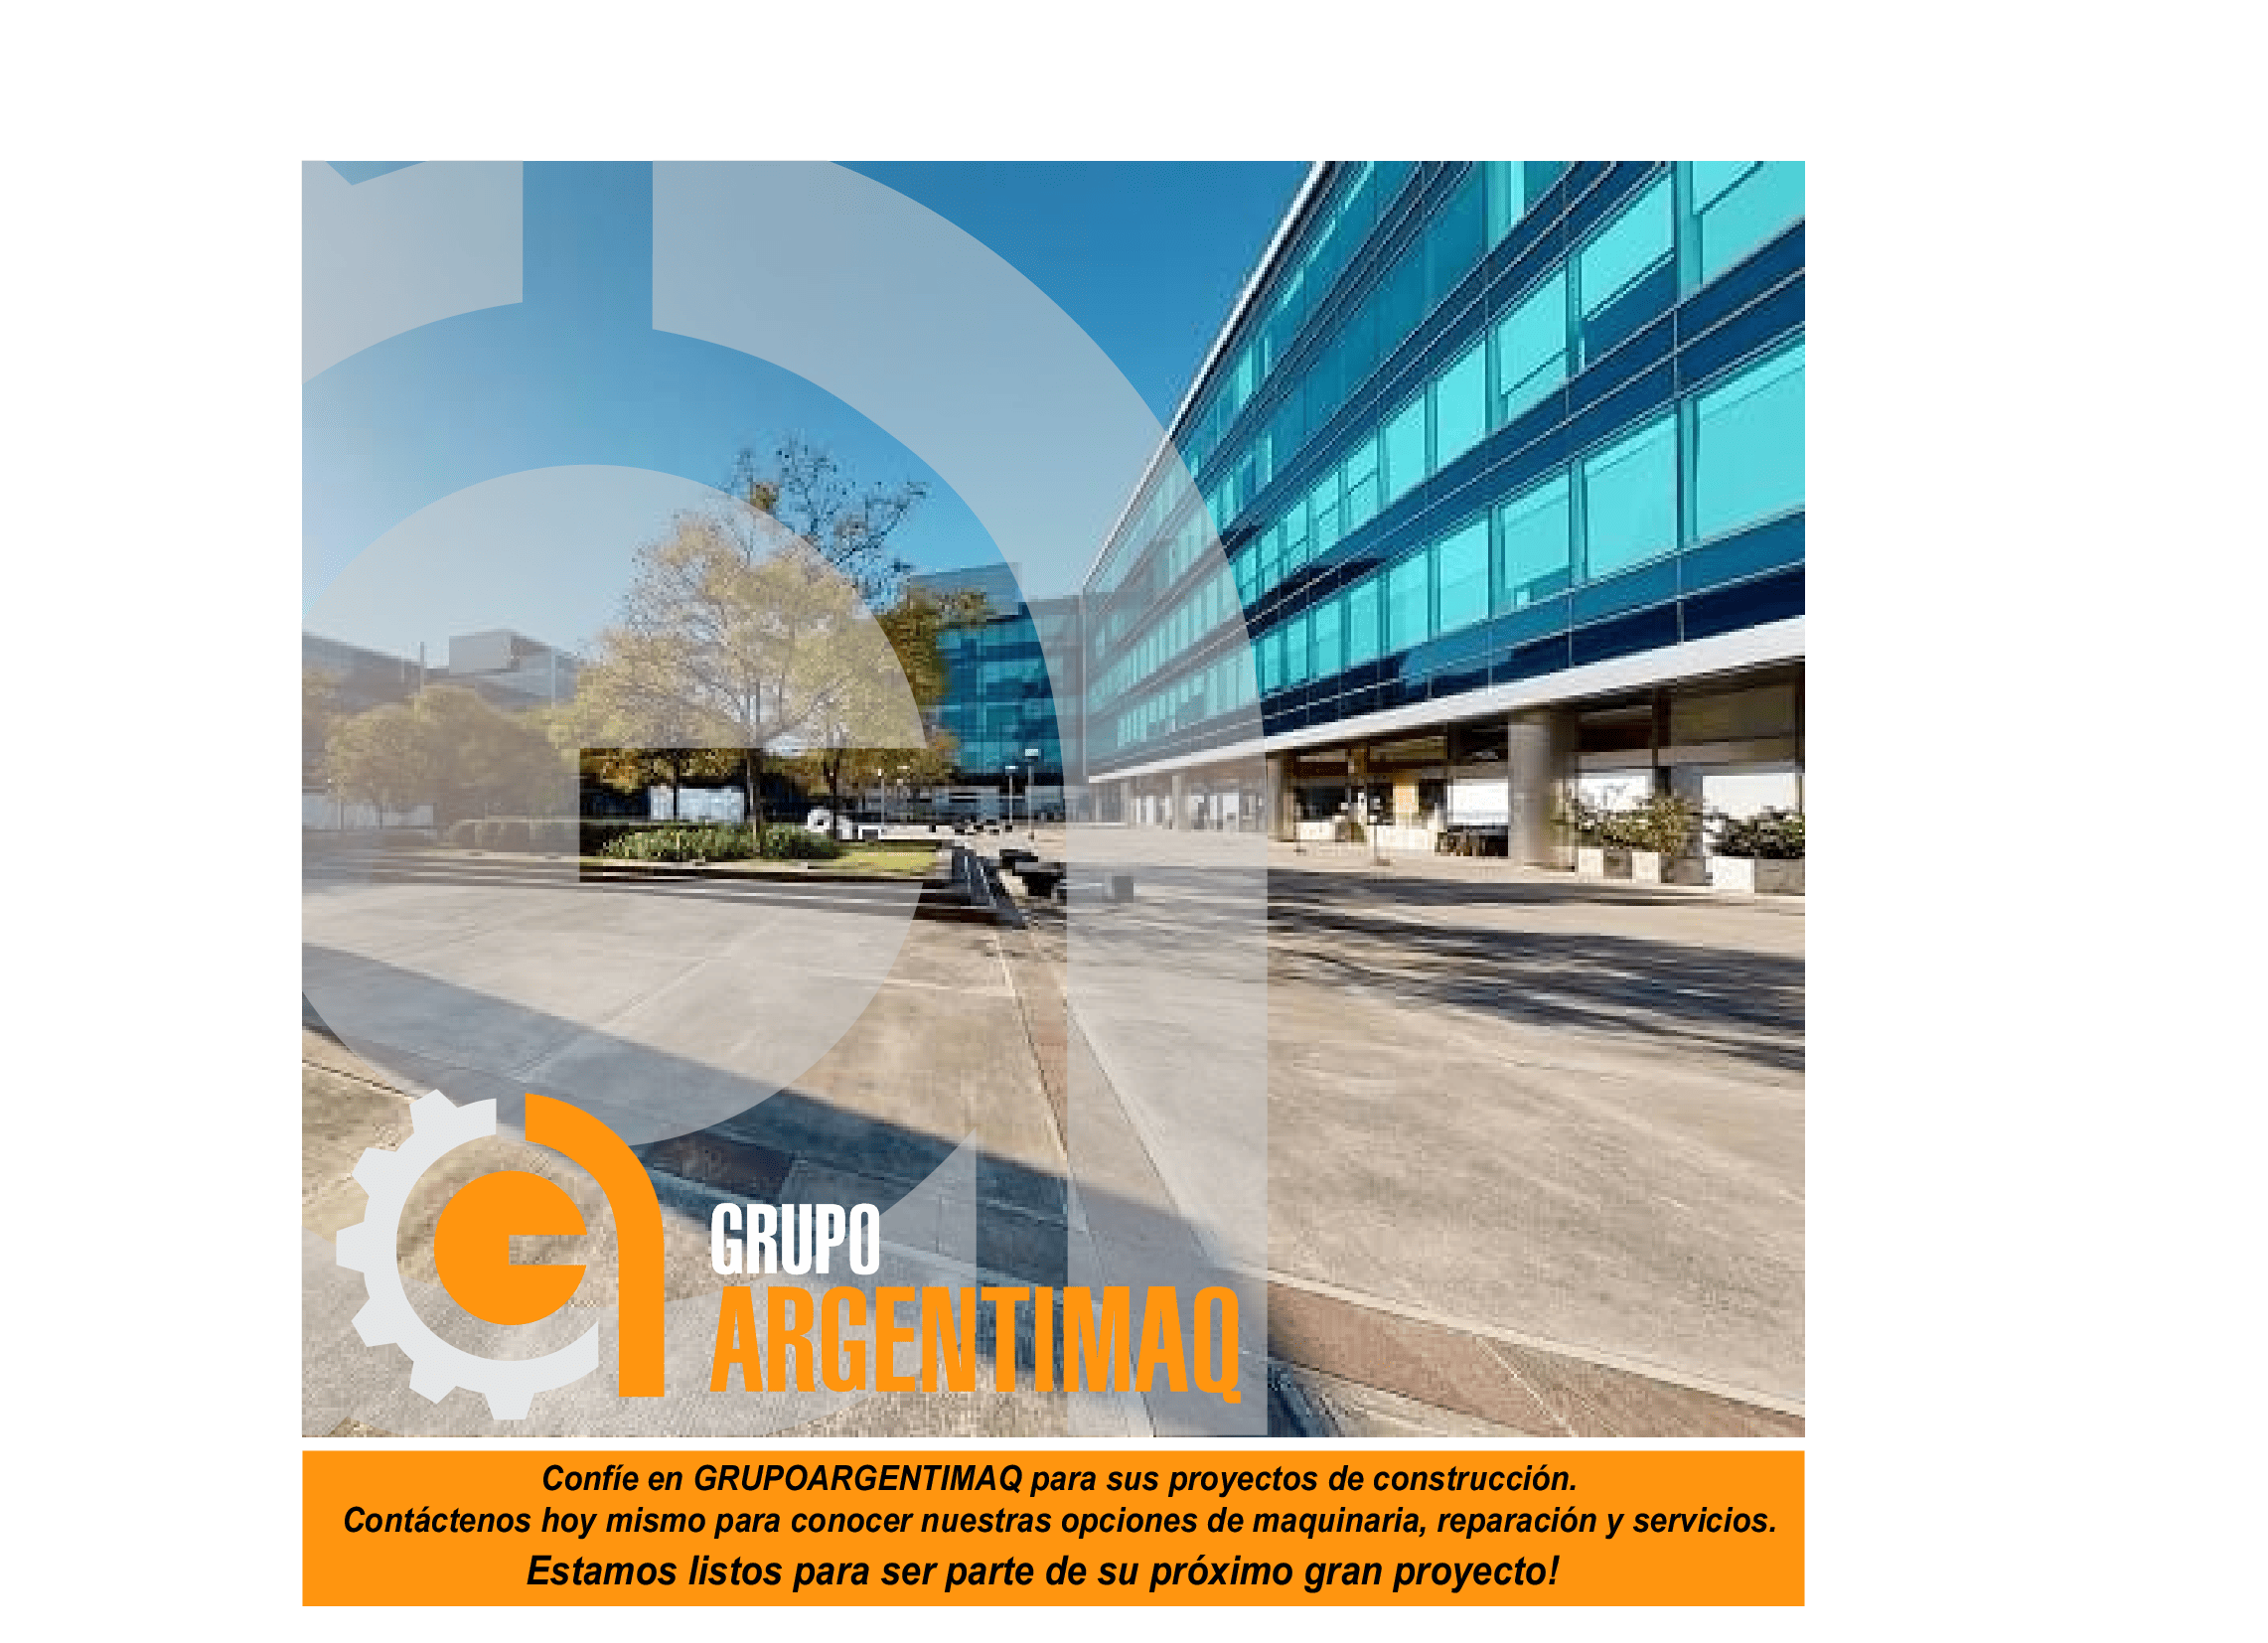 GRUPO
ARGENTIMAQ
Confíe en GRUPOARGENTIMAQ para sus proyectos de construcción.
Contáctenos hoy mismo para conocer nuestras opciones de maquinaria, reparación y servicios.
Estamos listos para ser parte de su próximo gran proyecto!